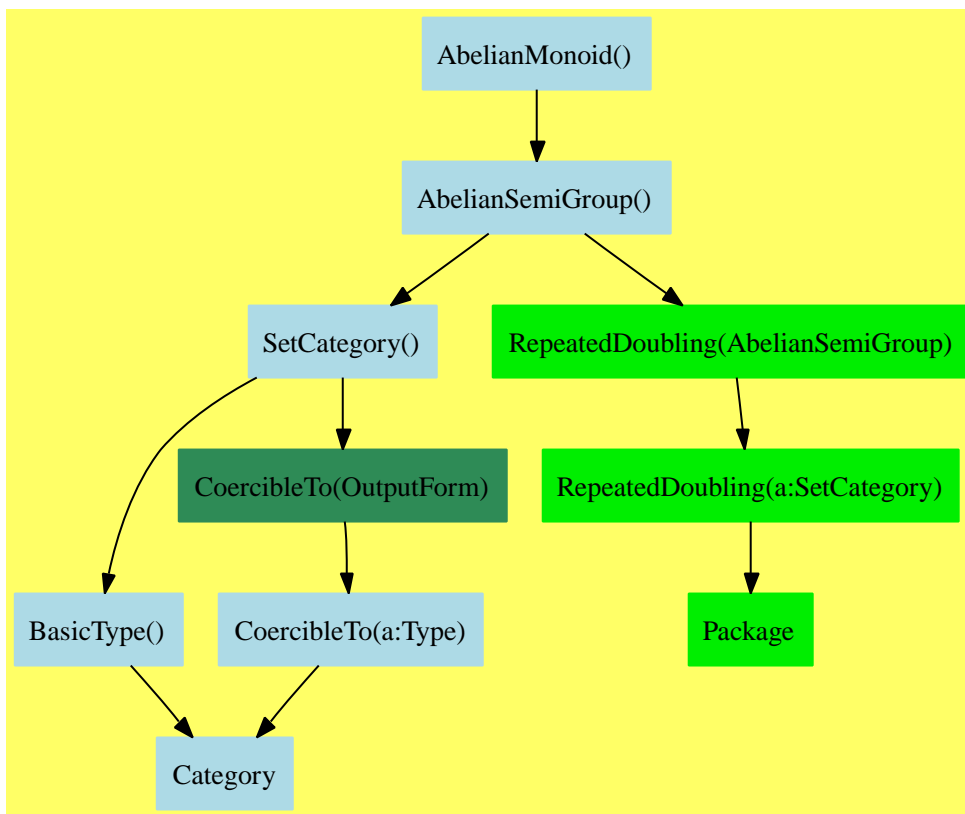 AbelianMonoid()
AbelianSemiGroup()
SetCategory()
RepeatedDoubling(AbelianSemiGroup)
CoercibleTo(OutputForm)
RepeatedDoubling(a:SetCategory)
BasicType()
CoercibleTo(a:Type)
Package
Category